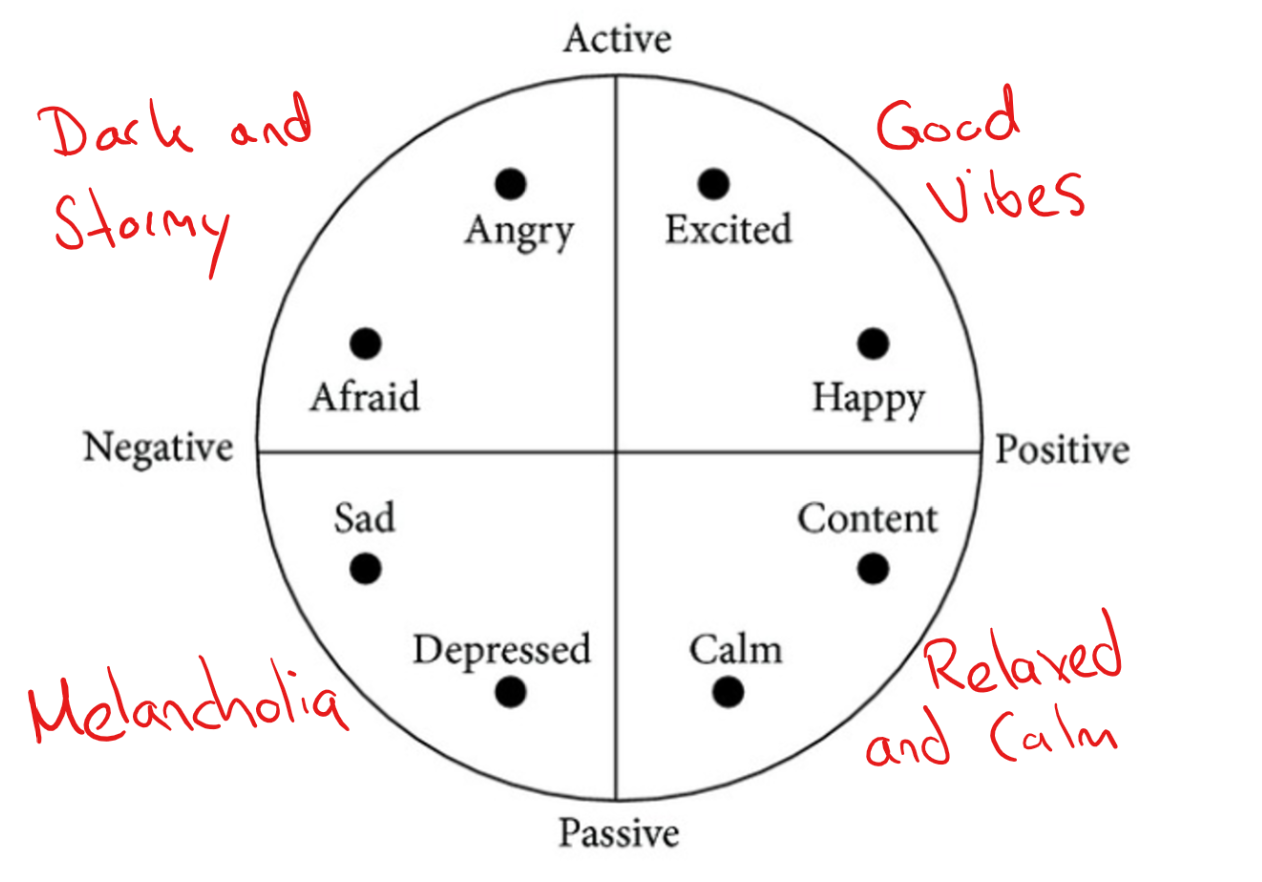 Active
Dark and
Stormy
Good
Vibes
Angry
Excited
Afraid
Happy
Negative
Positive
Sad
Content
Depressed
Calm
Melancholia
Relaxed
and Calm
Passive